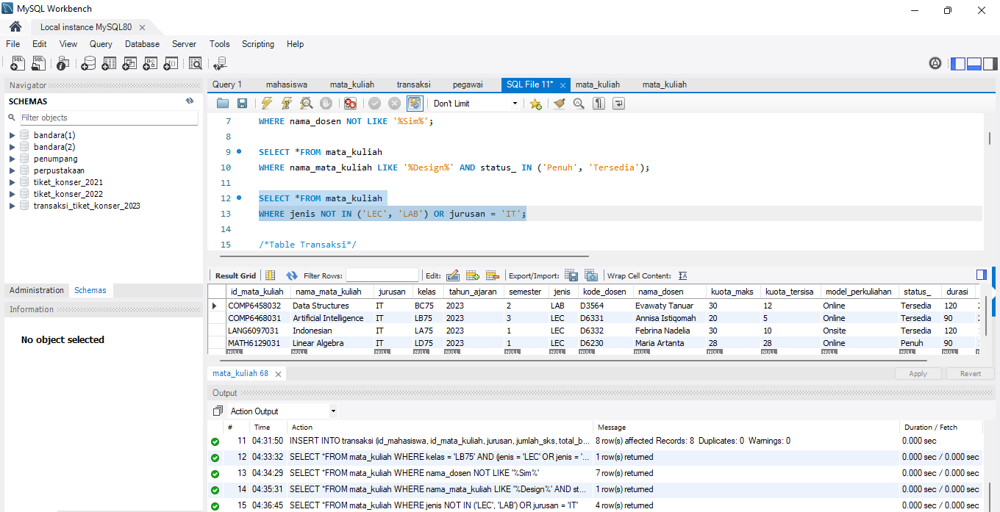 MySQL Workbench
Local instance MySQL80
File Edit View Query Database Server Tools Scripting Help
Navigator
SCHEMAS
Filter objects
bandara(1)
bandara(2)
penumpang
perpustakaan
tiket_konser_2021
tiket_konser_2022
transaksi_tiket_konser_2023
Administration Schemas
Information
No object selected
Query 1 mahasiswa mata_kuliah transaksi pegawai SQL File 11* mata_kuliah mata_kuliah
Don't Limit
7 WHERE nama_dosen NOT LIKE '%Sim%';
8
9 SELECT *FROM mata_kuliah
10 WHERE nama_mata_kuliah LIKE '%Design%' AND status_ IN ('Penuh', 'Tersedia');
11
12 SELECT *FROM mata_kuliah
13 WHERE jenis NOT IN ('LEC', 'LAB') OR jurusan = 'IT';
14
15 /*Table Transaksi*/
Result Grid Filter Rows: Edit: Export/Import: Wrap Cell Content:
id_mata_kuliah nama_mata_kuliah jurusan kelas tahun_ajaran semester jenis kode_dosen nama_dosen kuota_maks kuota_tersisa model_perkuliahan status_ durasi
COMP6458032 Data Structures IT BC75 2023 2 LAB D3564 Evawaty Tanuar 30 12 Online Tersedia 120
COMP6468031 Artificial Intelligence IT LB75 2023 3 LEC D6331 Annisa Istiqomah 20 5 Online Tersedia 90
LANG6097031 Indonesian IT LA75 2023 1 LEC D6332 Febrina Nadelia 30 10 Onsite Tersedia 120
MATH6129031 Linear Algebra IT LD75 2023 1 LEC D6230 Maria Artanta 28 28 Online Penuh 90
NULL NULL NULL NULL NULL NULL NULL NULL NULL NULL NULL NULL NULL NULL
mata_kuliah 68
Apply Revert
Output
Action Output
# Time Action Message Duration / Fetch
11 04:31:50 INSERT INTO transaksi (id_mahasiswa, id_mata_kuliah, jurusan, jumlah_sks, total_b... 8 row(s) affected Records: 8 Duplicates: 0 Warnings: 0 0.000 sec
12 04:33:32 SELECT *FROM mata_kuliah WHERE kelas = 'LB75' AND (jenis = 'LEC' OR jenis = '... 1 row(s) returned 0.000 sec / 0.000 sec
13 04:34:29 SELECT *FROM mata_kuliah WHERE nama_dosen NOT LIKE '%Sim%' 7 row(s) returned 0.000 sec / 0.000 sec
14 04:35:31 SELECT *FROM mata_kuliah WHERE nama_mata_kuliah LIKE '%Design%' AND st... 1 row(s) returned 0.000 sec / 0.000 sec
15 04:36:45 SELECT *FROM mata_kuliah WHERE jenis NOT IN ('LEC', 'LAB') OR jurusan = 'IT' 4 row(s) returned 0.000 sec / 0.000 sec